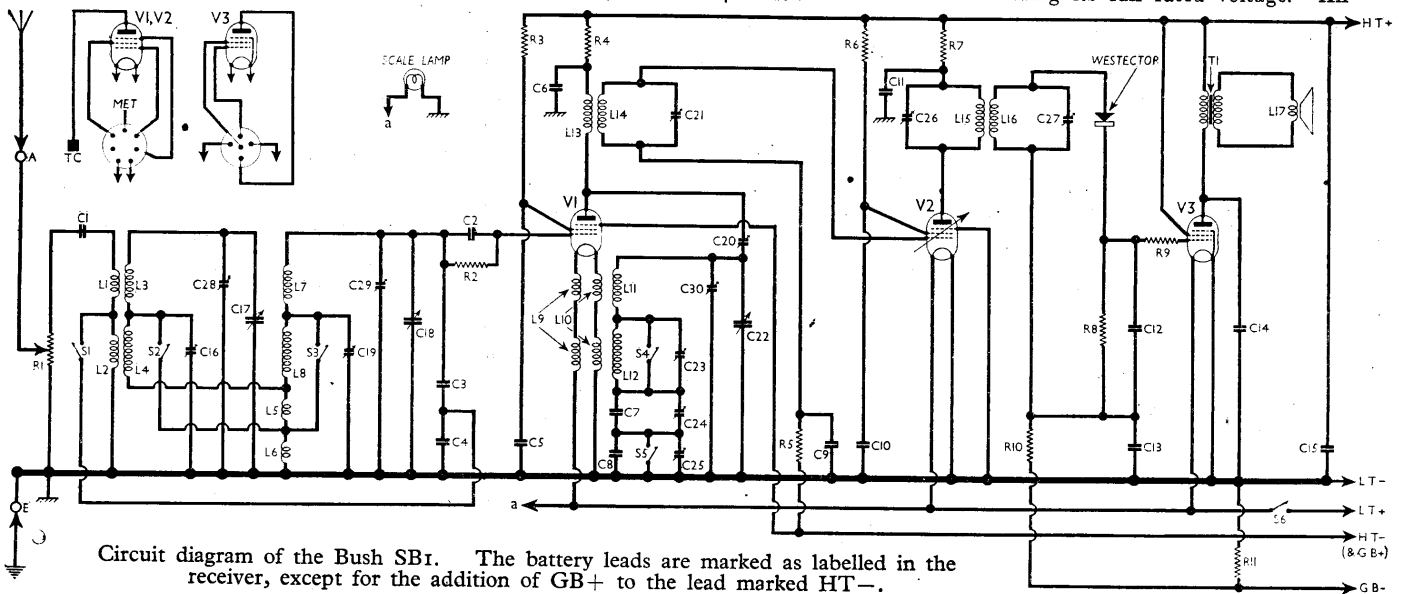 V1,V2
V3
MET
TC
A
SCALE LAMP
a
R3
R4
C6
L13
L14
C21
R6
R7
C11
C26
L15
L16
C27
WESTECTOR
T1
L17
HT+
C1
L1
L3
L2
L4
S1
S2
C16
C28
C17
R1
L7
L8
L5
L6
S3
C19
C29
C18
C2
R2
C3
C4
C5
V1
L9
L10
L11
L12
C7
C8
S4
S5
C23
C24
C25
C30
C20
C22
R5
C9
C10
V2
R10
R8
R9
C12
C13
V3
C14
C15
R11
S6
E
a
LT-
LT+
HT-
(& GB+)
GB-
Circuit diagram of the Bush SB1. The battery leads are marked as labelled in the
receiver, except for the addition of GB+ to the lead marked HT-.